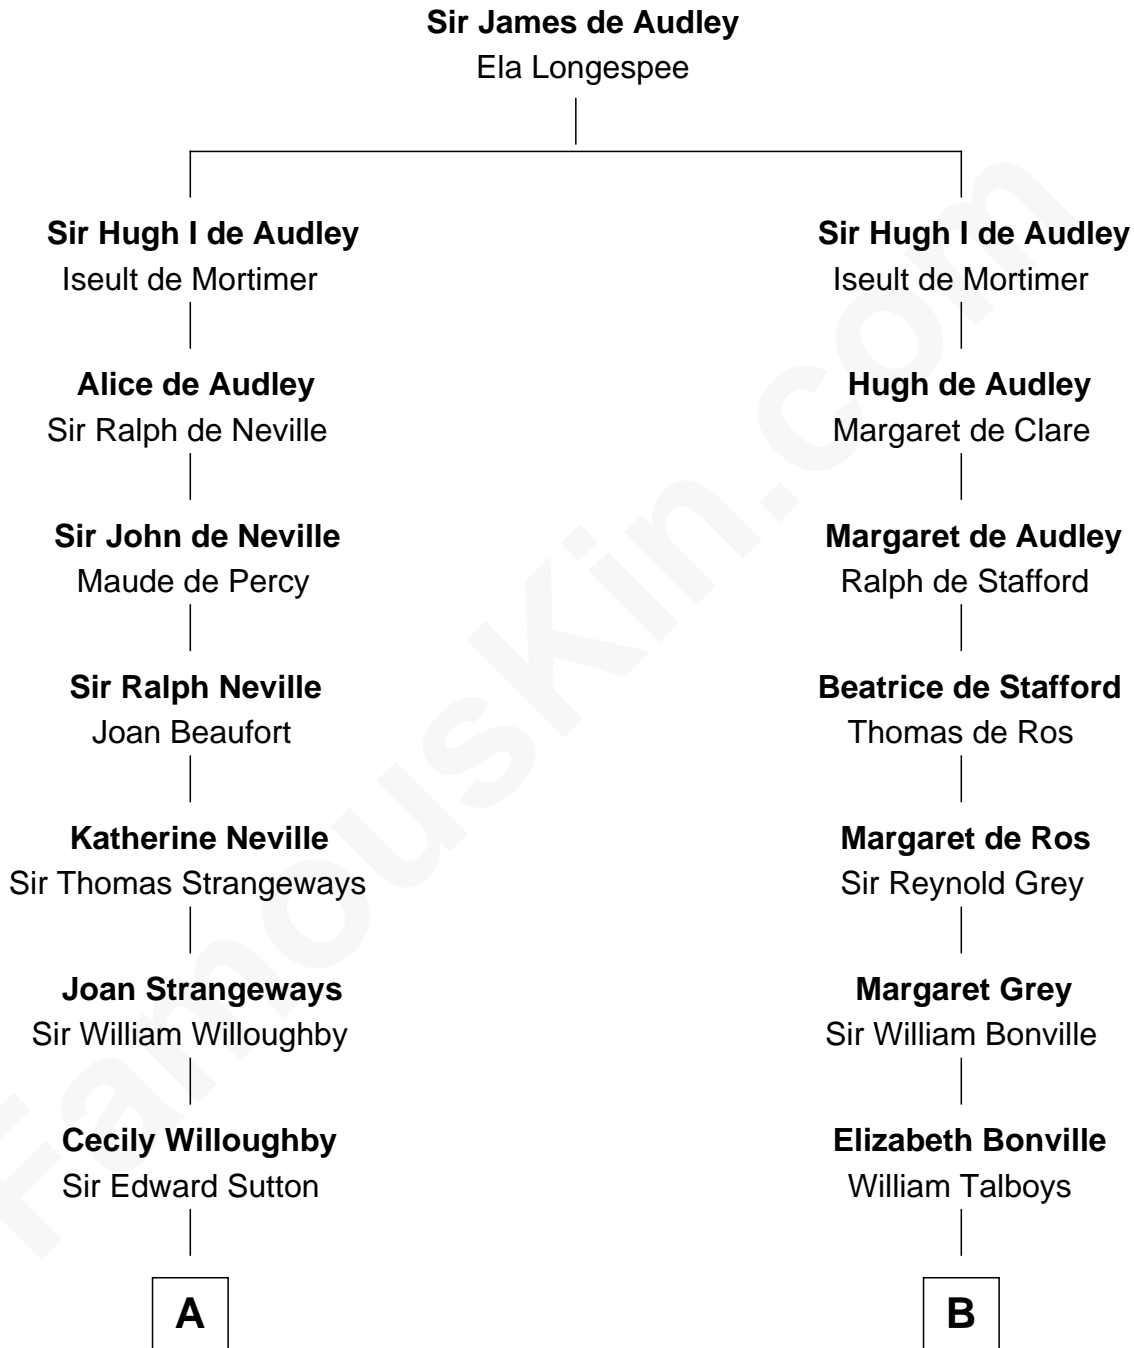 Sir James de Audley
Ela Longespee
Sir Hugh I de Audley
Iseult de Mortimer
Sir Hugh I de Audley
Iseult de Mortimer
Alice de Audley
Sir Ralph de Neville
Hugh de Audley
Margaret de Clare
Sir John de Neville
Maude de Percy
Margaret de Audley
Ralph de Stafford
Sir Ralph Neville
Joan Beaufort
Beatrice de Stafford
Thomas de Ros
Katherine Neville
Sir Thomas Strangeways
Margaret de Ros
Sir Reynold Grey
Joan Strangeways
Sir William Willoughby
Margaret Grey
Sir William Bonville
Cecily Willoughby
Sir Edward Sutton
Elizabeth Bonville
William Talboys
A
B
FamousKin.com